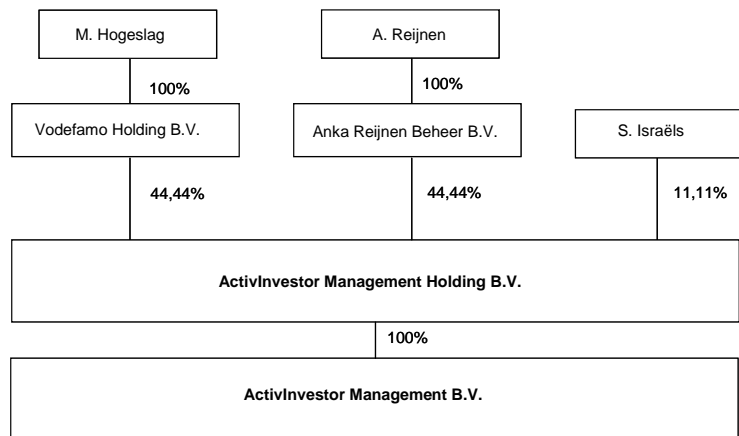 M. Hogeslag
A. Reijnen
100%
100%
Vodefamo Holding B.V.
Anka Reijnen Beheer B.V.
S. Israëls
44,44%
44,44%
11,11%
ActivInvestor Management Holding B.V.
100%
ActivInvestor Management B.V.